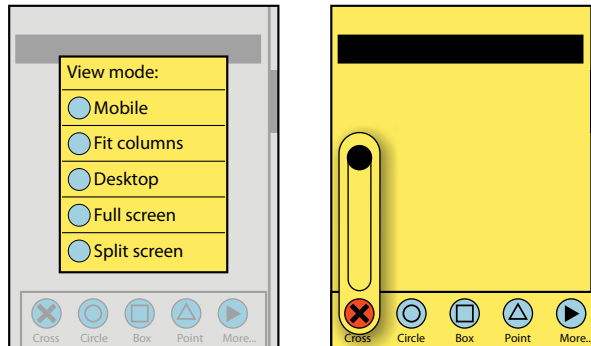 View mode:
Mobile
Fit columns
Desktop
Full screen
Split screen
Cross Circle Box Point More...
Cross Circle Box Point More...